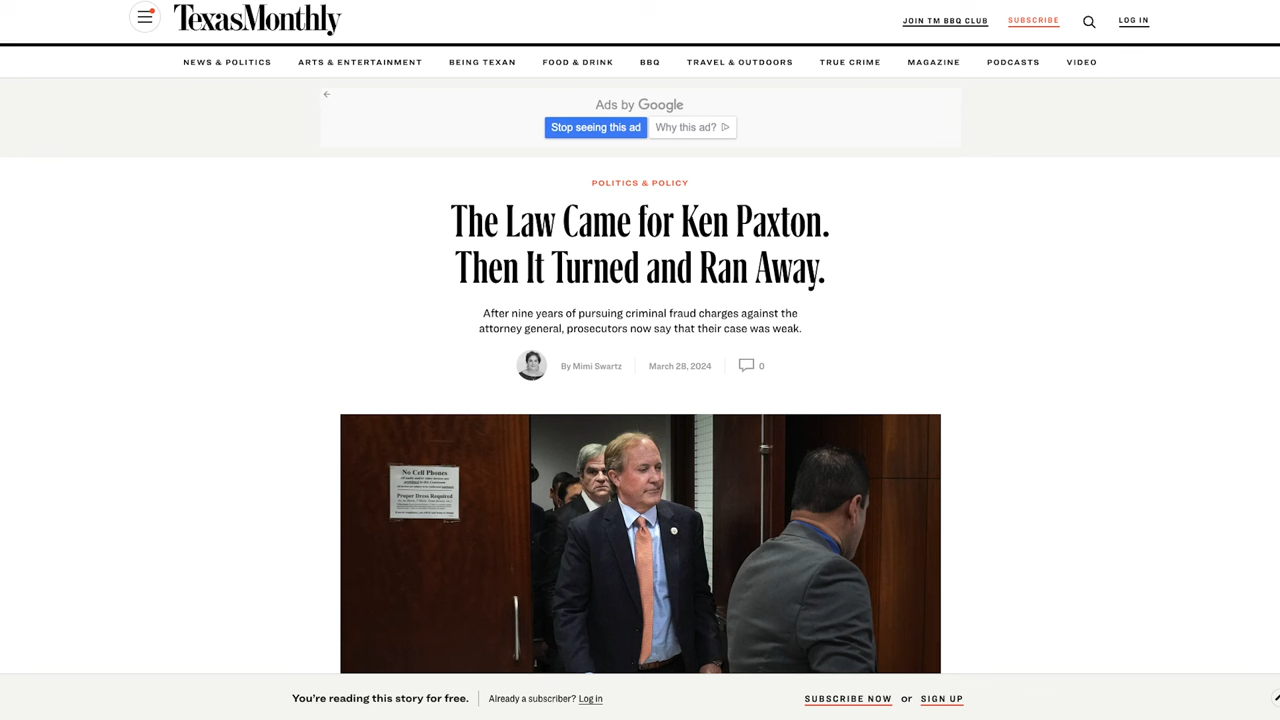 TexasMonthly
JOIN TM BBQ CLUB SUBSCRIBE LOG IN
NEWS & POLITICS ARTS & ENTERTAINMENT BEING TEXAN FOOD & DRINK BBQ TRAVEL & OUTDOORS TRUE CRIME MAGAZINE PODCASTS VIDEO
Ads by Google
Stop seeing this ad Why this ad?
POLITICS & POLICY
The Law Came for Ken Paxton.
Then It Turned and Ran Away.
After nine years of pursuing criminal fraud charges against the
attorney general, prosecutors now say that their case was weak.
By Mimi Swartz March 28, 2024 0
No Cell Phones
Proper Dress Required
You're reading this story for free. Already a subscriber? Log in SUBSCRIBE NOW or SIGN UP